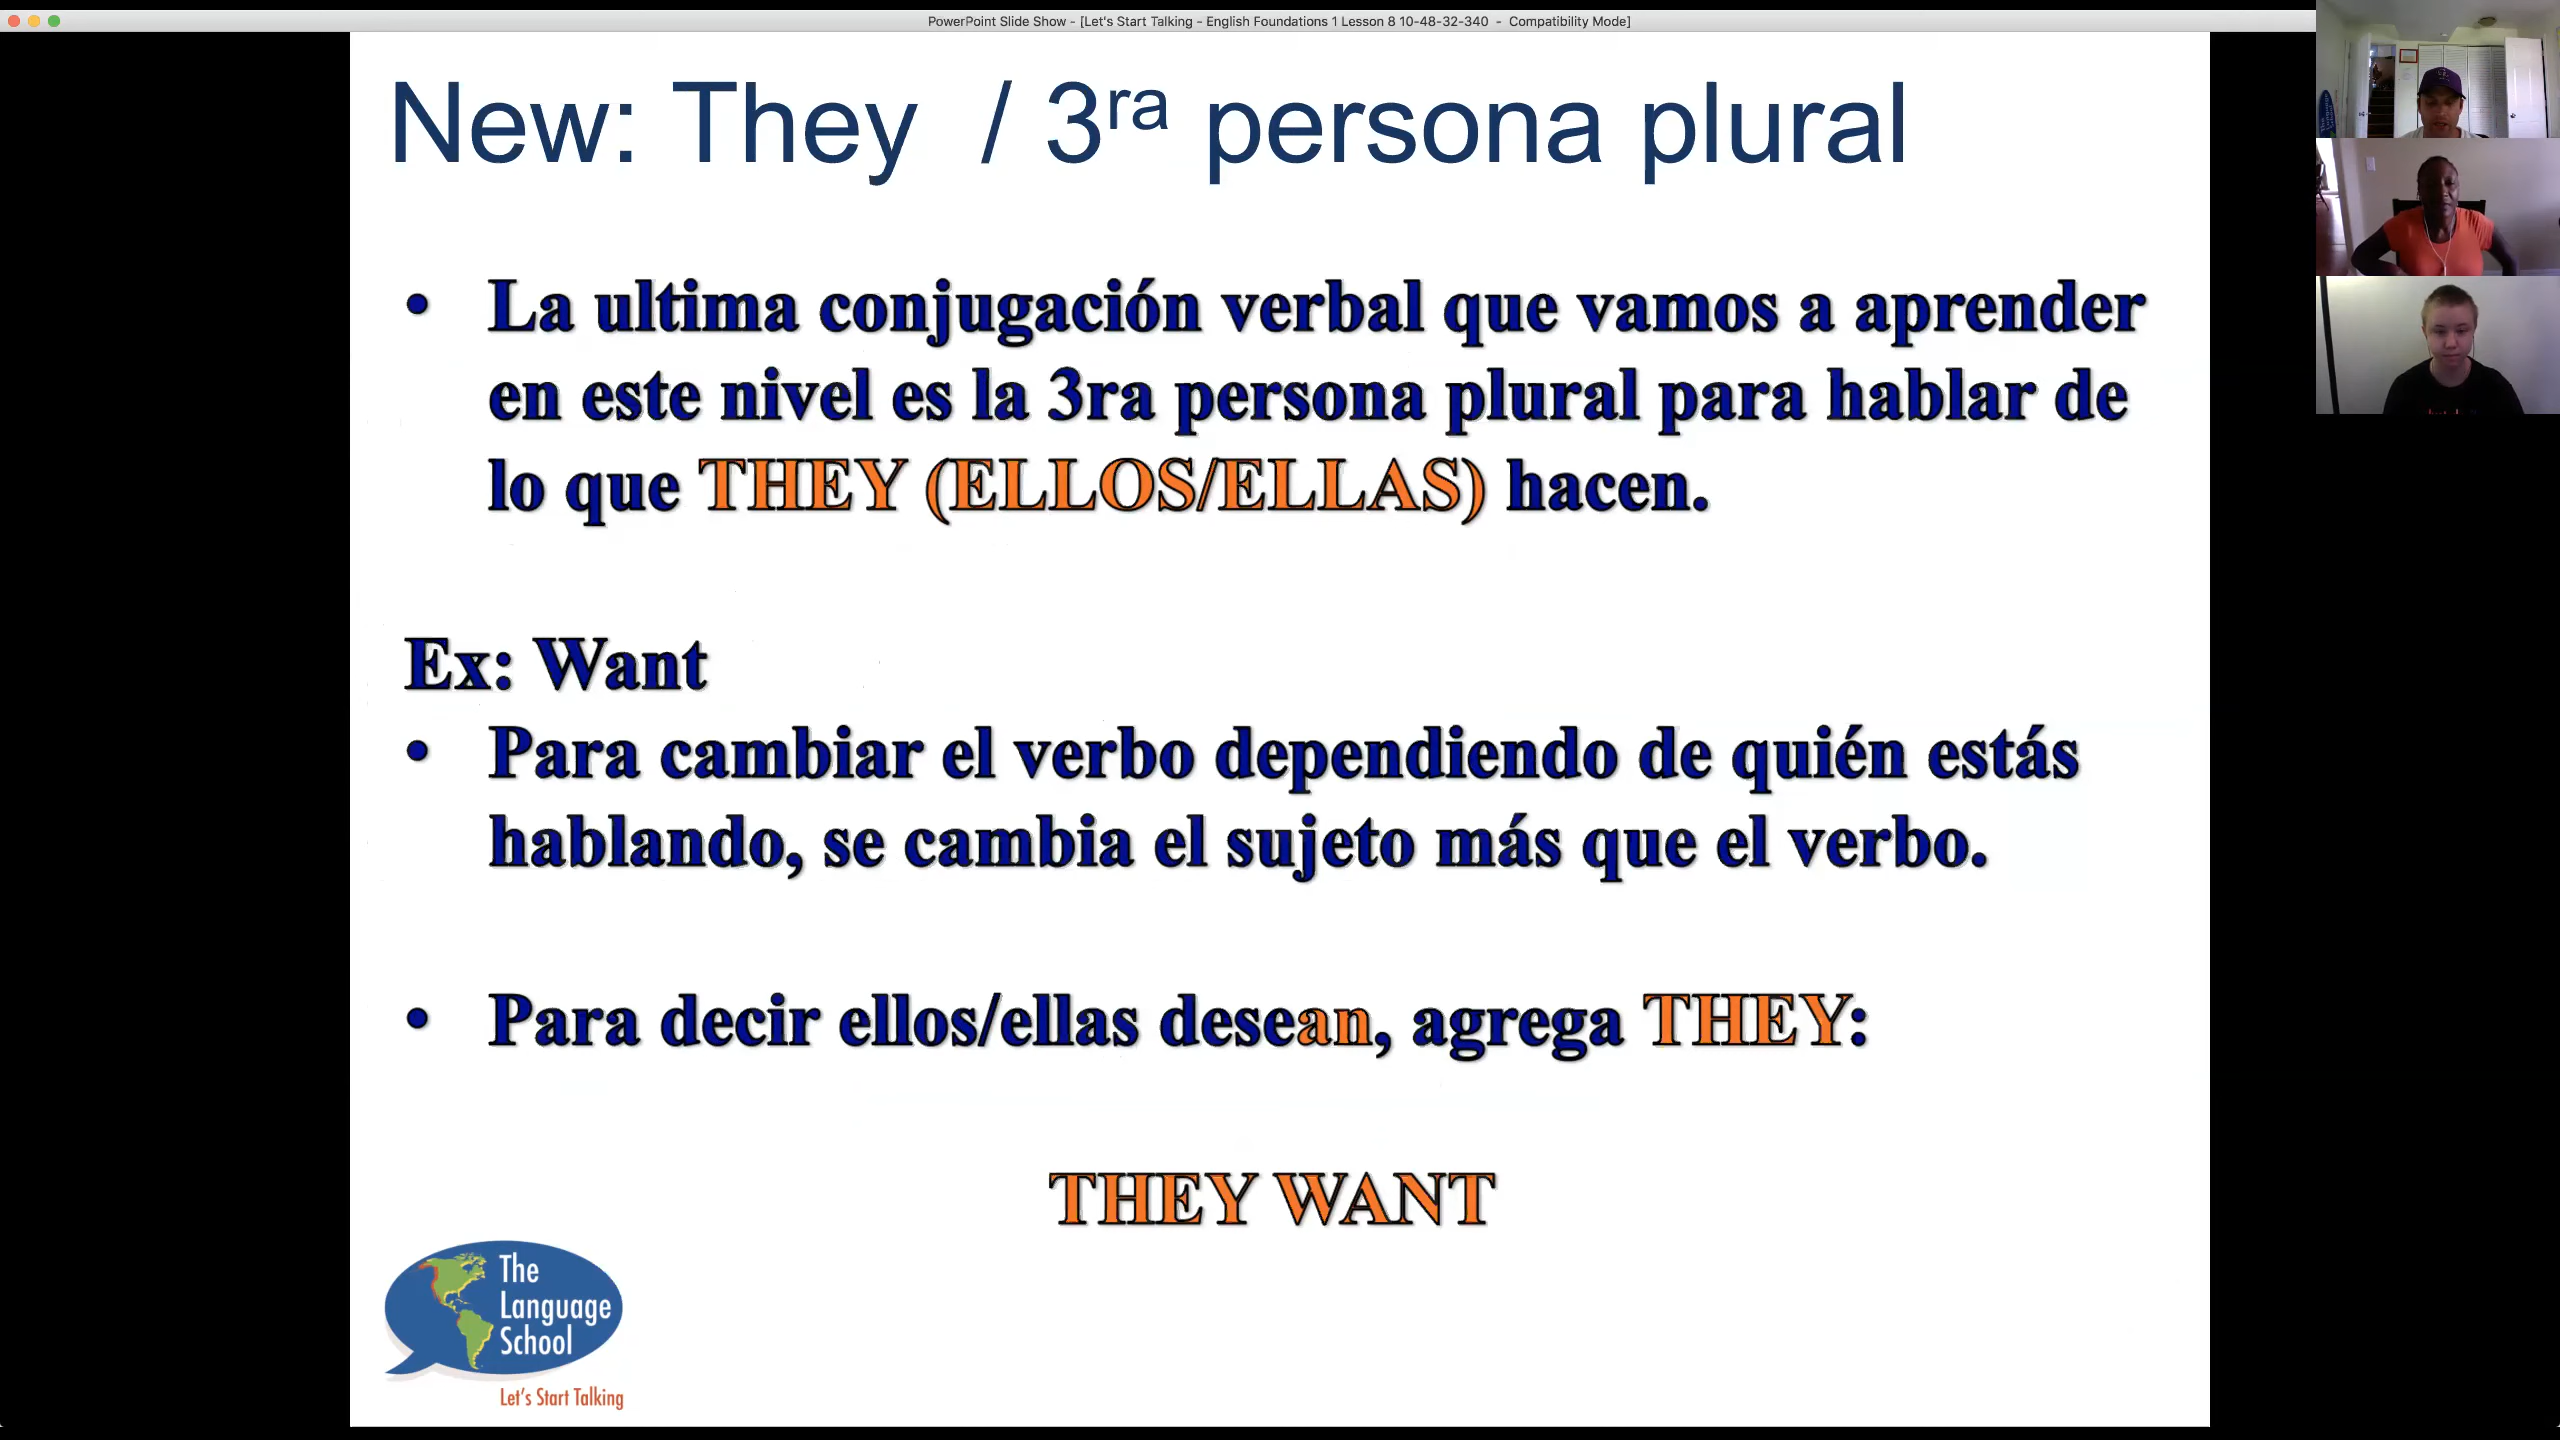 PowerPoint Slide Show - [Let's Start Talking - English Foundations 1 Lesson 8 10-48-32-340 - Compatibility Mode]
New: They / 3ra persona plural
• La ultima conjugación verbal que vamos a aprender
en este nivel es la 3ra persona plural para hablar de
lo que THEY (ELLOS/ELLAS) hacen.
Ex: Want
• Para cambiar el verbo dependiendo de quién estás
hablando, se cambia el sujeto más que el verbo.
• Para decir ellos/ellas desean, agrega THEY:
THEY WANT
The
Language
School
Let's Start Talking